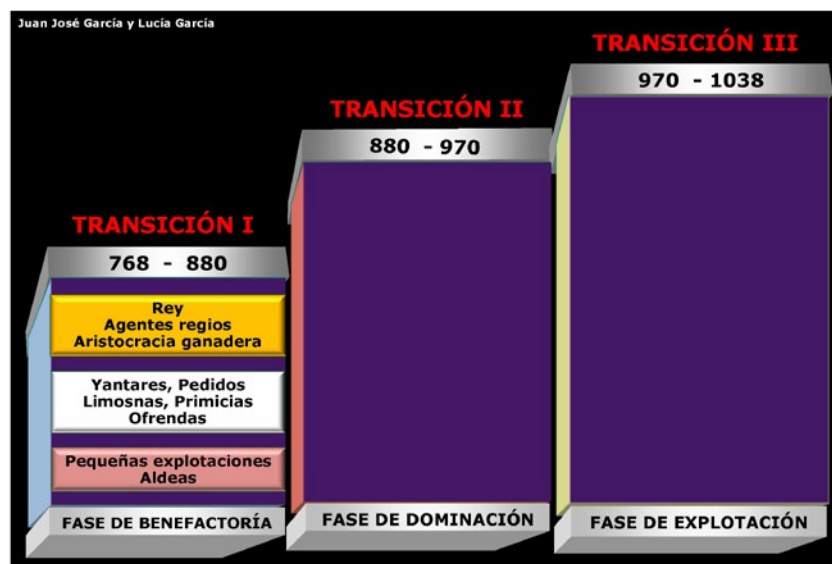 Juan José García y Lucía García
TRANSICIÓN I
768 - 880
Rey
Agentes regios
Aristocracia ganadera
Yantares, Pedidos
Limosnas, Primicias
Ofrendas
Pequeñas explotaciones
Aldeas
FASE DE BENEFACTORÍA
TRANSICIÓN II
880 - 970
FASE DE DOMINACIÓN
TRANSICIÓN III
970 - 1038
FASE DE EXPLOTACIÓN